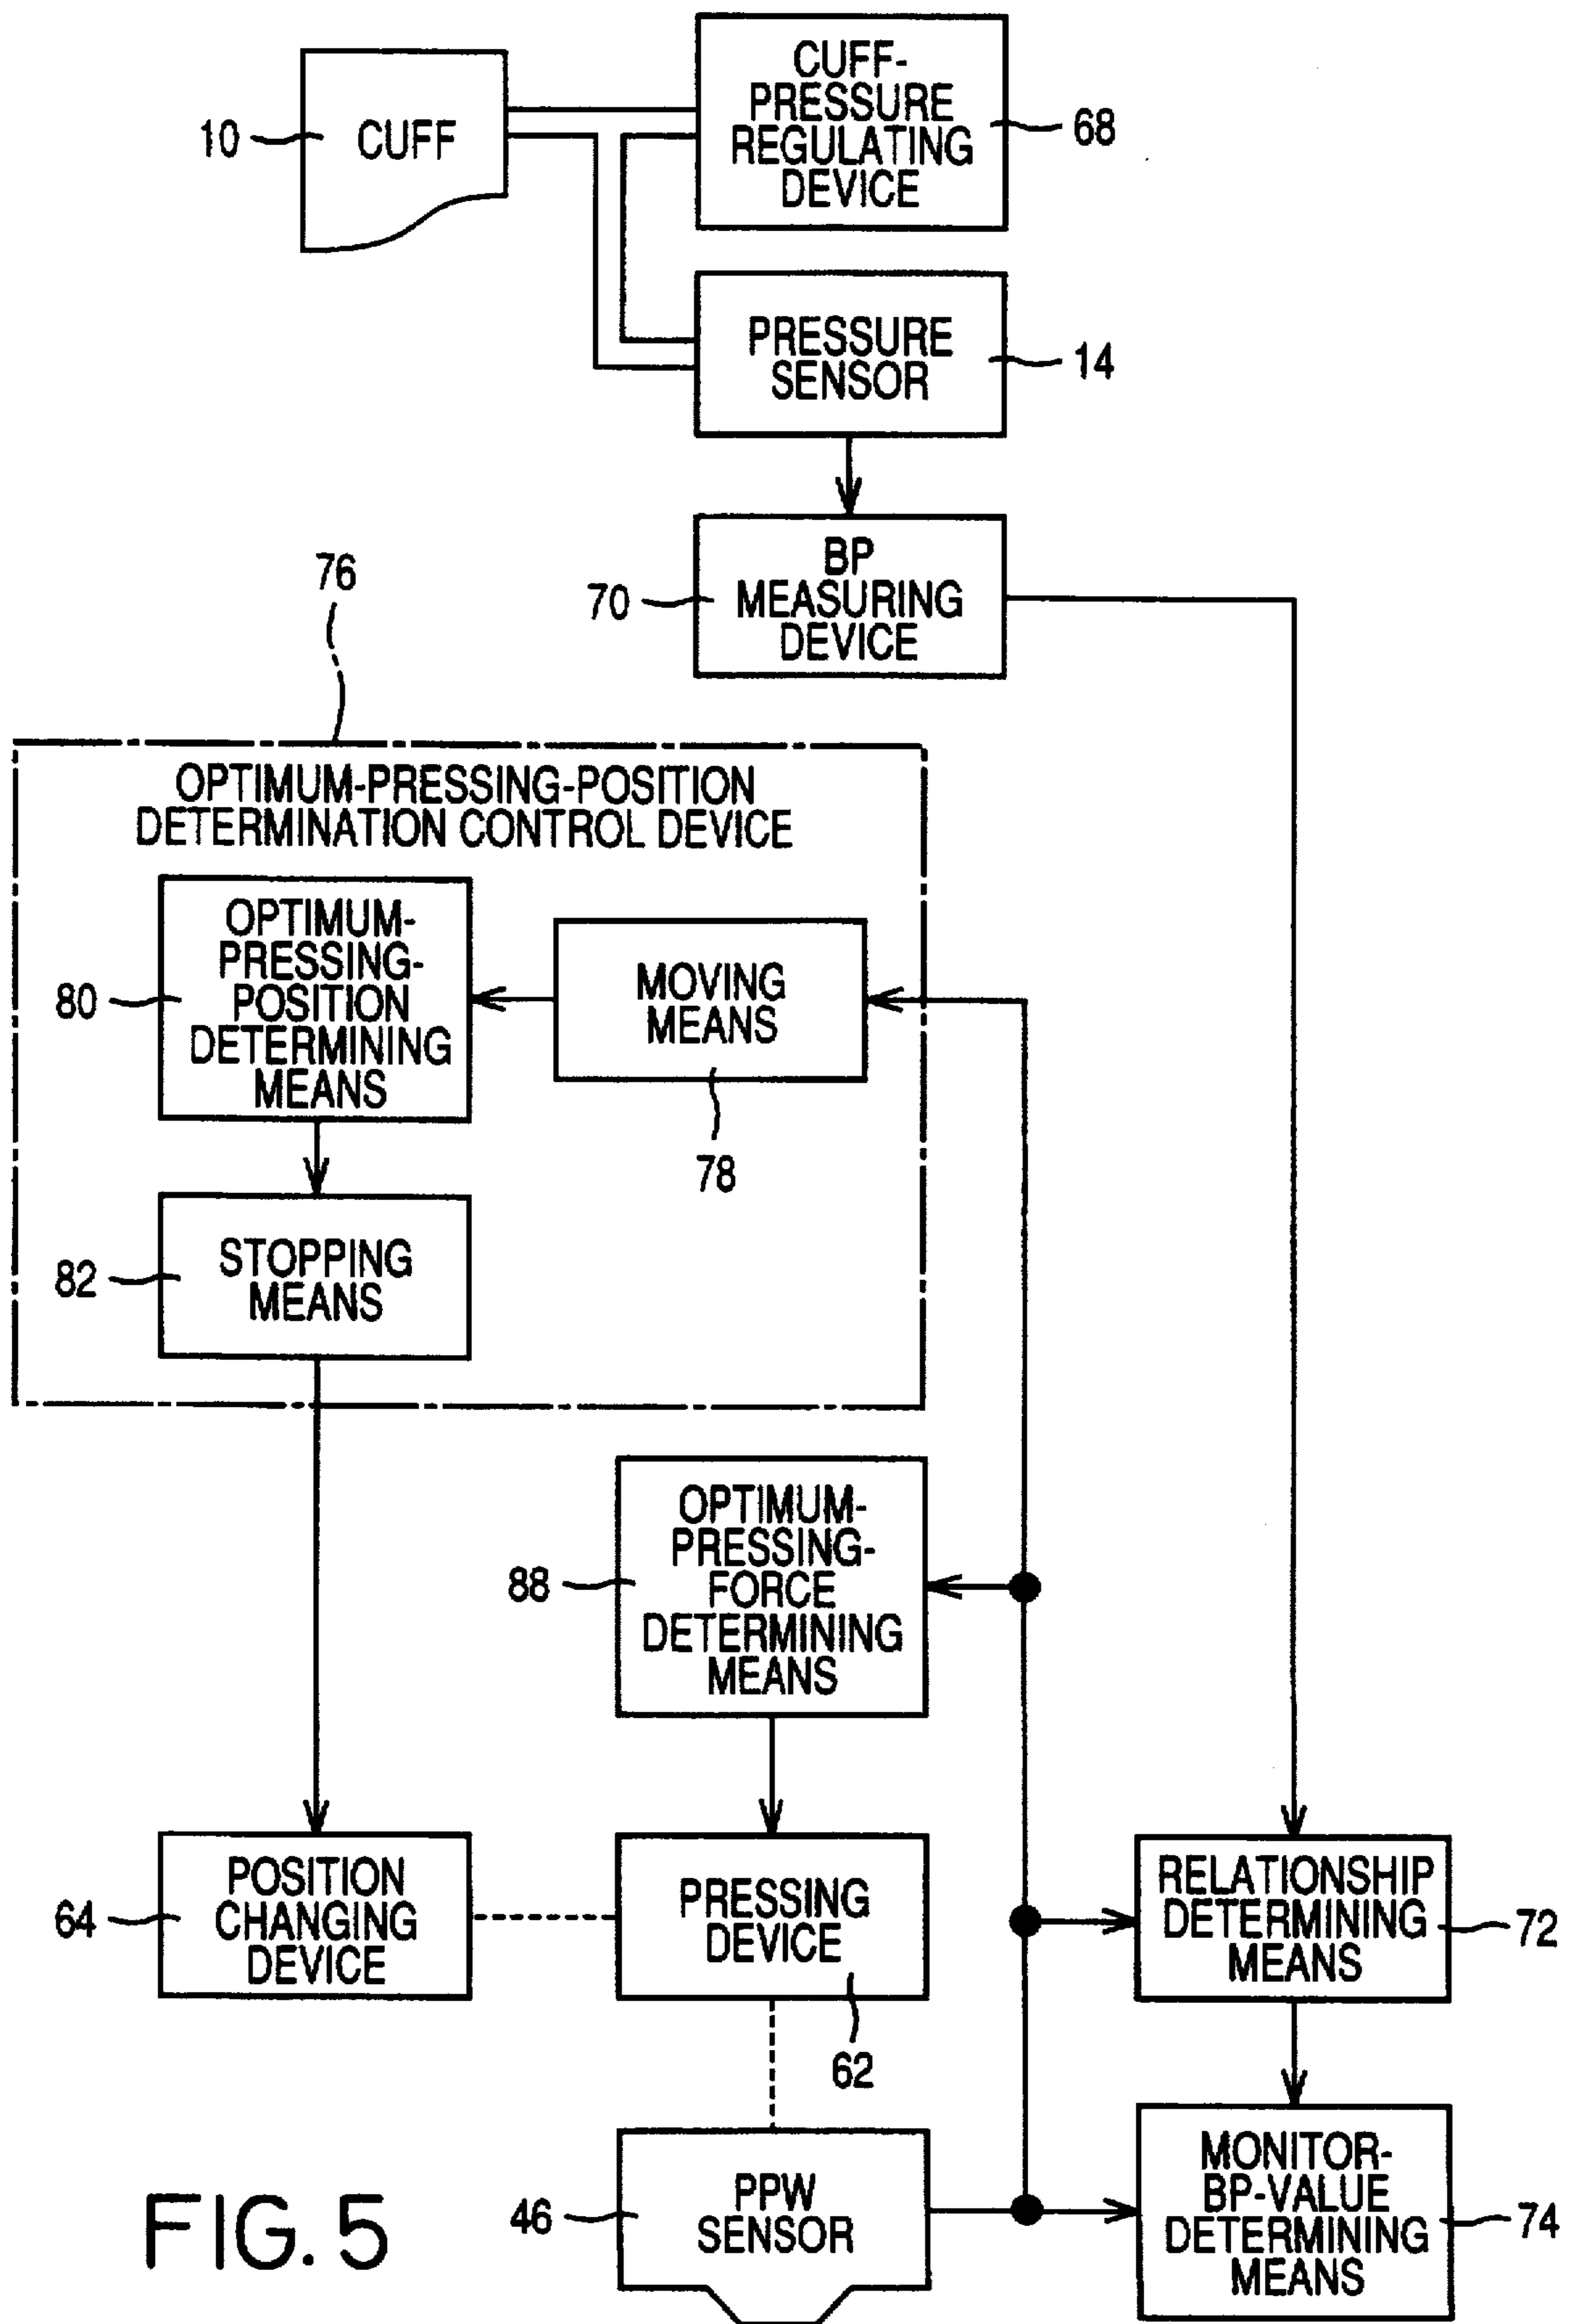 CUFF-
PRESSURE
REGULATING
DEVICE
68
10
CUFF
PRESSURE
SENSOR
14
BP
MEASURING
DEVICE
70
76
OPTIMUM-PRESSING-POSITION
DETERMINATION CONTROL DEVICE
80
OPTIMUM-
PRESSING-
POSITION
DETERMINING
MEANS
MOVING
MEANS
78
82
STOPPING
MEANS
88
OPTIMUM-
PRESSING-
FORCE
DETERMINING
MEANS
64
POSITION
CHANGING
DEVICE
PRESSING
DEVICE
62
RELATIONSHIP
DETERMINING
MEANS
72
46
PPW
SENSOR
MONITOR-
BP-VALUE
DETERMINING
MEANS
74
FIG. 5